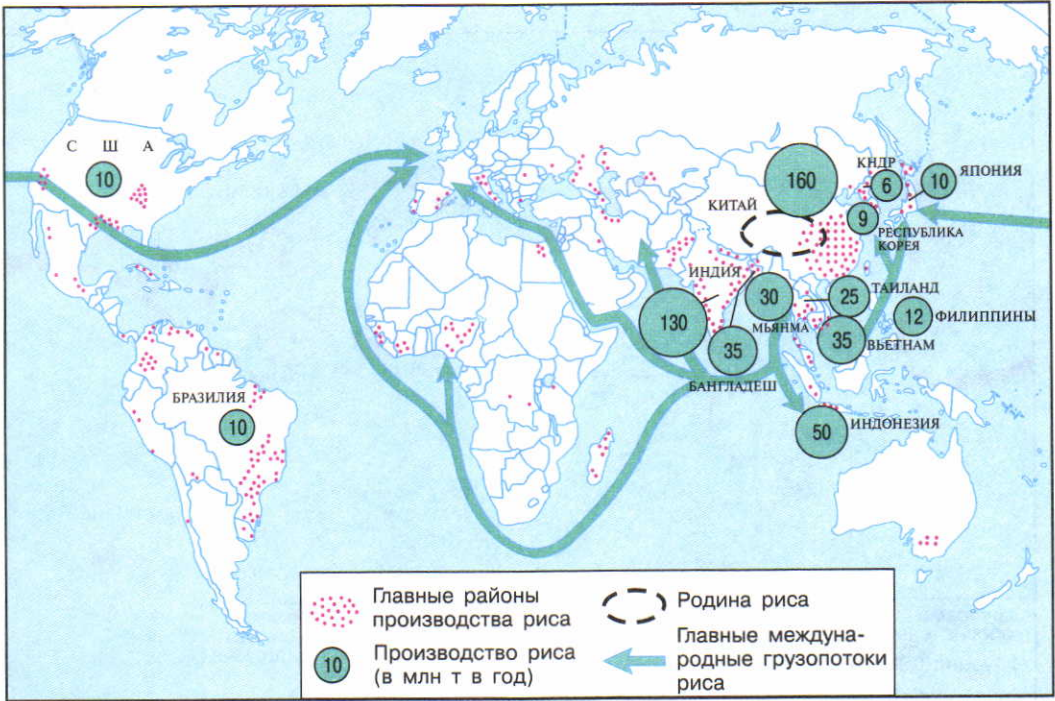 С Ш А
10
160
КНДР
6
10
ЯПОНИЯ
КИТАЙ
9
РЕСПУБЛИКА
КОРЕЯ
ИНДИЯ
30
25
ТАИЛАНД
130
МЬЯНМА
12
ФИЛИППИНЫ
35
35
ВЬЕТНАМ
БАНГЛАДЕШ
БРАЗИЛИЯ
10
50
ИНДОНЕЗИЯ
Главные районы
производства риса
10
Производство риса
(в млн т в год)
Родина риса
Главные междуна-
родные грузопотоки
риса